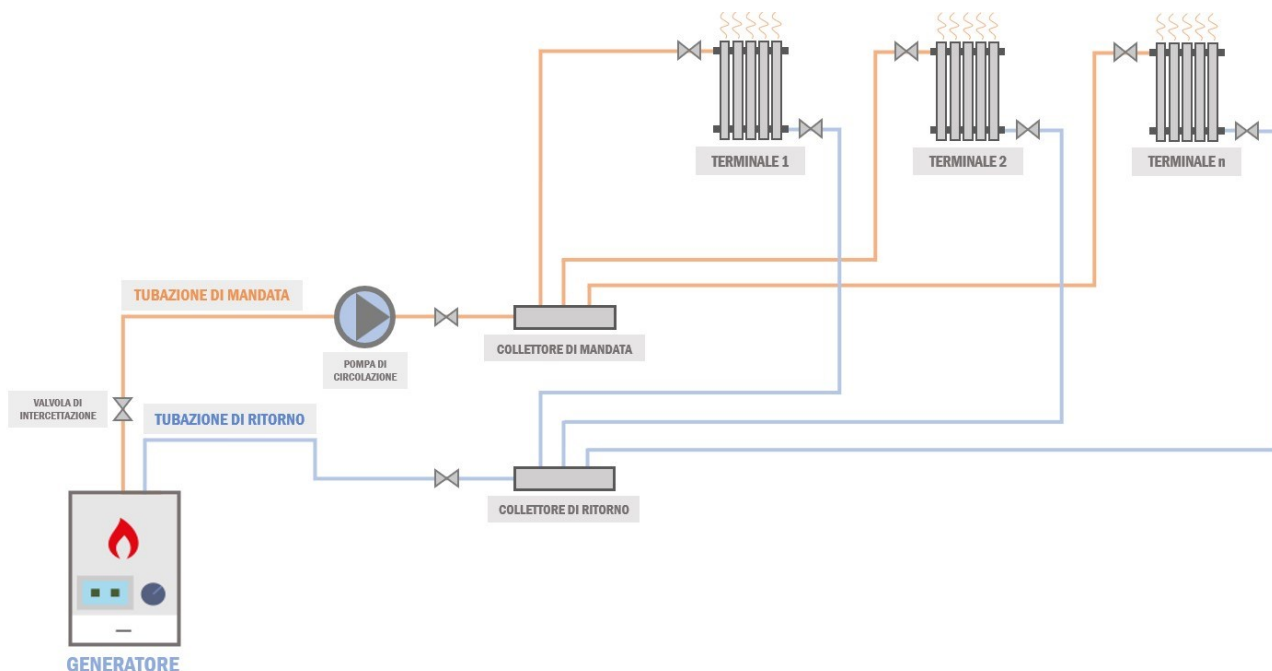 TERMINALE 1
TERMINALE 2
TERMINALE n
TUBAZIONE DI MANDATA
COLLETTORE DI MANDATA
POMPA DI
CIRCOLAZIONE
VALVOLA DI
INTERCETTAZIONE
TUBAZIONE DI RITORNO
COLLETTORE DI RITORNO
GENERATORE